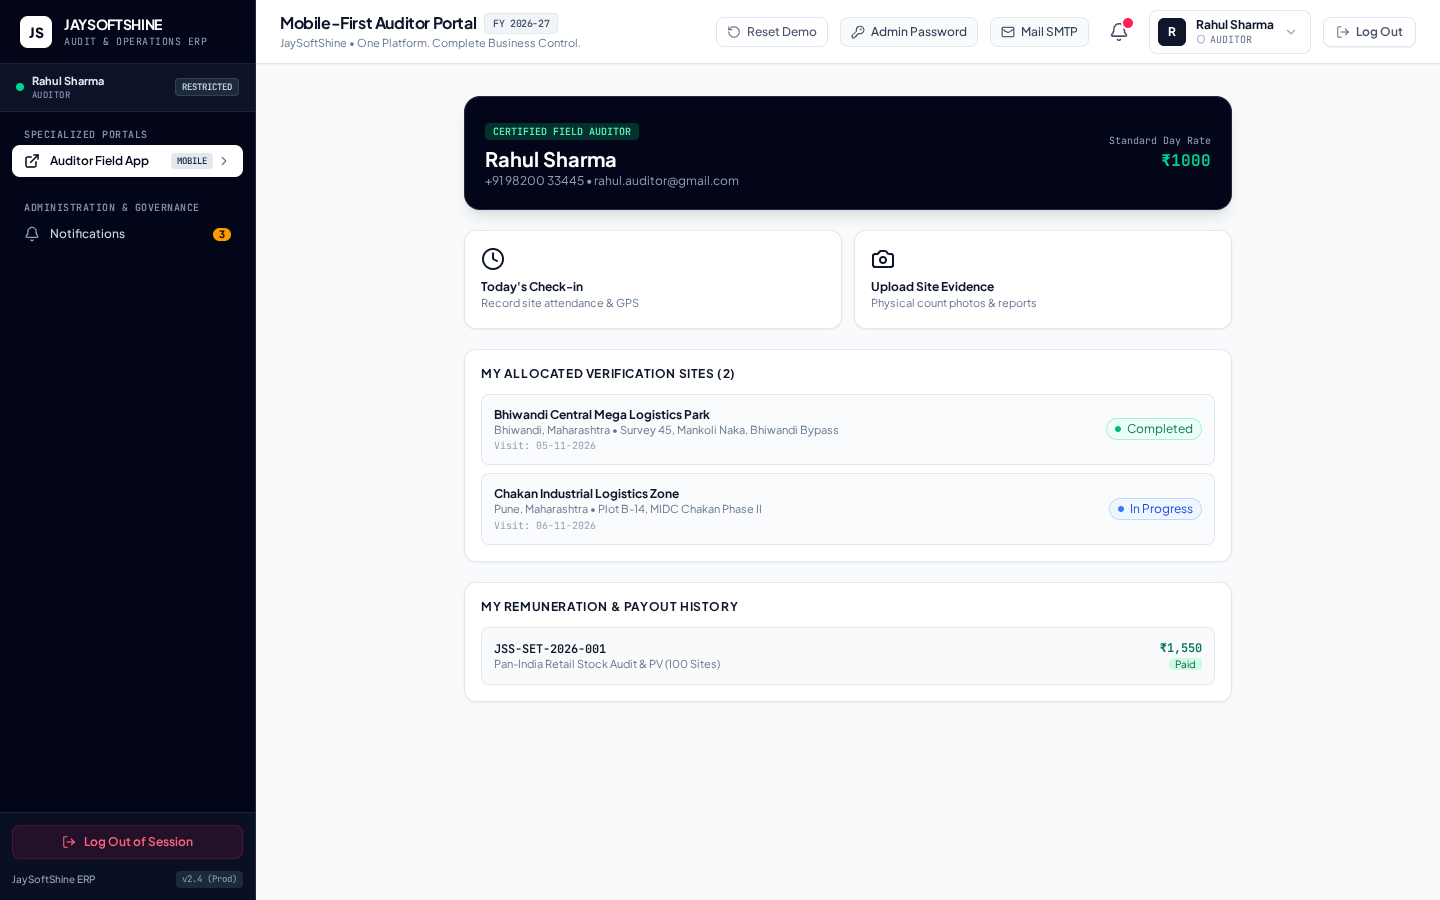 JS
JAYSOFTSHINE
AUDIT & OPERATIONS ERP
Rahul Sharma
AUDITOR
RESTRICTED
SPECIALIZED PORTALS
Auditor Field App
MOBILE
ADMINISTRATION & GOVERNANCE
Notifications
3
Log Out of Session
JaySoftShine ERP
v2.4 (Prod)
Mobile-First Auditor Portal
FY 2026-27
JaySoftShine • One Platform. Complete Business Control.
Reset Demo
Admin Password
Mail SMTP
R
Rahul Sharma
AUDITOR
Log Out
CERTIFIED FIELD AUDITOR
Rahul Sharma
+91 98200 33445 • rahul.auditor@gmail.com
Standard Day Rate
₹1000
Today's Check-in
Record site attendance & GPS
Upload Site Evidence
Physical count photos & reports
MY ALLOCATED VERIFICATION SITES (2)
Bhiwandi Central Mega Logistics Park
Bhiwandi, Maharashtra • Survey 45, Mankoli Naka, Bhiwandi Bypass
Visit: 05-11-2026
Completed
Chakan Industrial Logistics Zone
Pune, Maharashtra • Plot B-14, MIDC Chakan Phase II
Visit: 06-11-2026
In Progress
MY REMUNERATION & PAYOUT HISTORY
JSS-SET-2026-001
Pan-India Retail Stock Audit & PV (100 Sites)
₹1,550
Paid